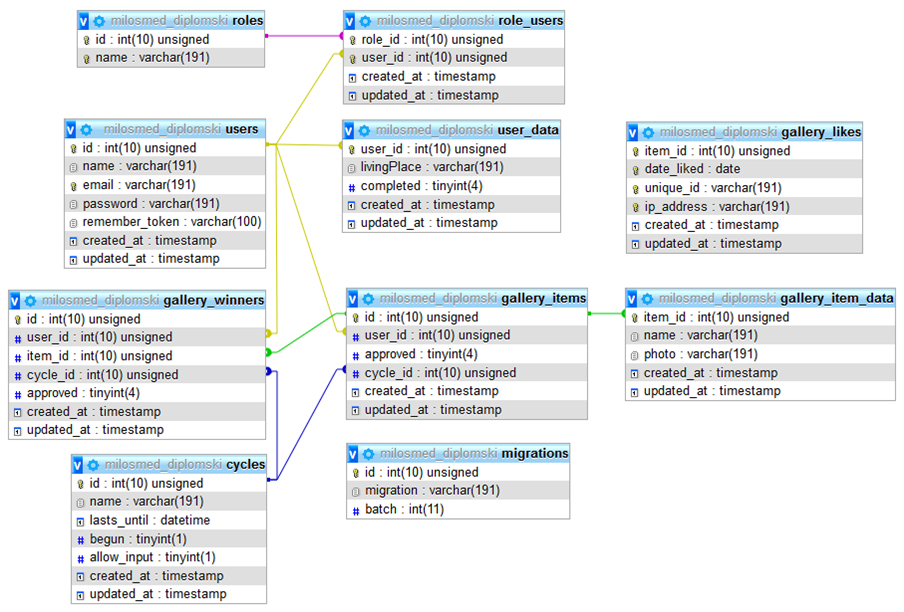 milosmed_diplomski roles
id : int(10) unsigned
name : varchar(191)
milosmed_diplomski role_users
role_id : int(10) unsigned
user_id : int(10) unsigned
created_at : timestamp
updated_at : timestamp
milosmed_diplomski users
id : int(10) unsigned
name : varchar(191)
email : varchar(191)
password : varchar(191)
remember_token : varchar(100)
created_at : timestamp
updated_at : timestamp
milosmed_diplomski user_data
user_id : int(10) unsigned
livingPlace : varchar(191)
completed : tinyint(4)
created_at : timestamp
updated_at : timestamp
milosmed_diplomski gallery_likes
item_id : int(10) unsigned
date_liked : date
unique_id : varchar(191)
ip_address : varchar(191)
created_at : timestamp
updated_at : timestamp
milosmed_diplomski gallery_winners
id : int(10) unsigned
user_id : int(10) unsigned
item_id : int(10) unsigned
cycle_id : int(10) unsigned
approved : tinyint(4)
created_at : timestamp
updated_at : timestamp
milosmed_diplomski gallery_items
id : int(10) unsigned
user_id : int(10) unsigned
approved : tinyint(4)
cycle_id : int(10) unsigned
created_at : timestamp
updated_at : timestamp
milosmed_diplomski gallery_item_data
item_id : int(10) unsigned
name : varchar(191)
photo : varchar(191)
created_at : timestamp
updated_at : timestamp
milosmed_diplomski cycles
id : int(10) unsigned
name : varchar(191)
lasts_until : datetime
begun : tinyint(1)
allow_input : tinyint(1)
created_at : timestamp
updated_at : timestamp
milosmed_diplomski migrations
id : int(10) unsigned
migration : varchar(191)
batch : int(11)